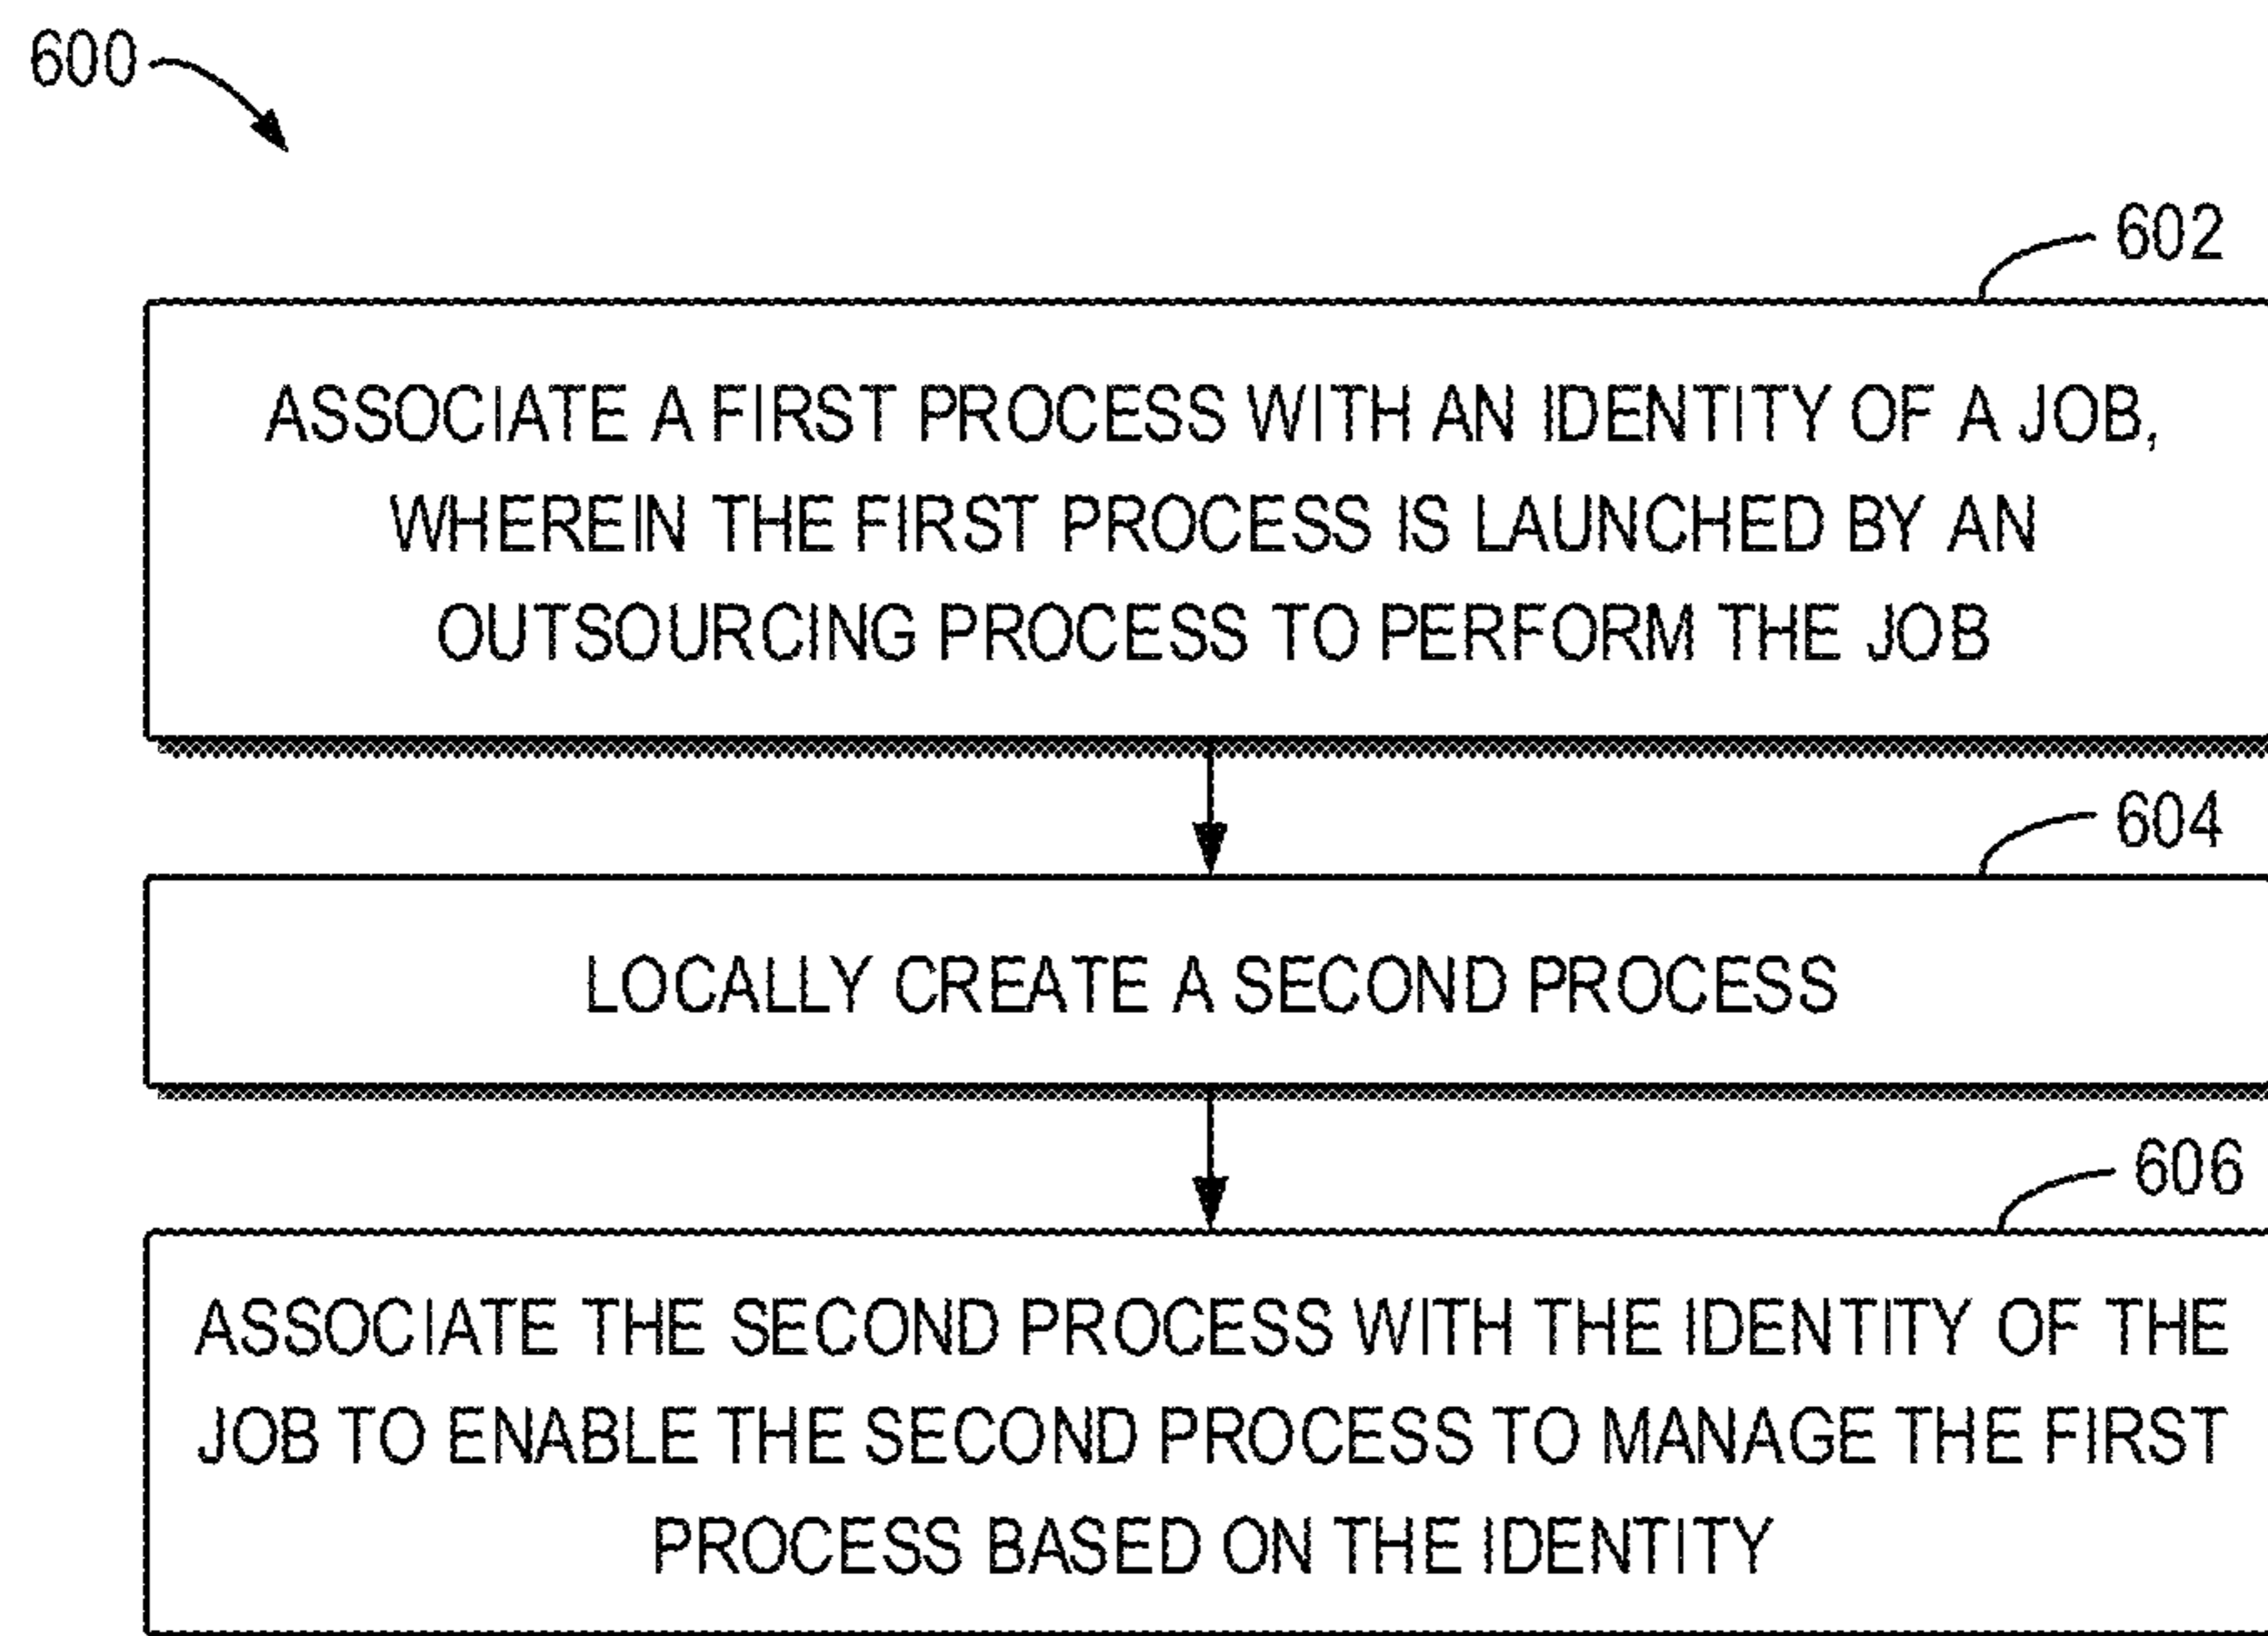 600
602
ASSOCIATE A FIRST PROCESS WITH AN IDENTITY OF A JOB,
WHEREIN THE FIRST PROCESS IS LAUNCHED BY AN
OUTSOURCING PROCESS TO PERFORM THE JOB
604
LOCALLY CREATE A SECOND PROCESS
606
ASSOCIATE THE SECOND PROCESS WITH THE IDENTITY OF THE
JOB TO ENABLE THE SECOND PROCESS TO MANAGE THE FIRST
PROCESS BASED ON THE IDENTITY